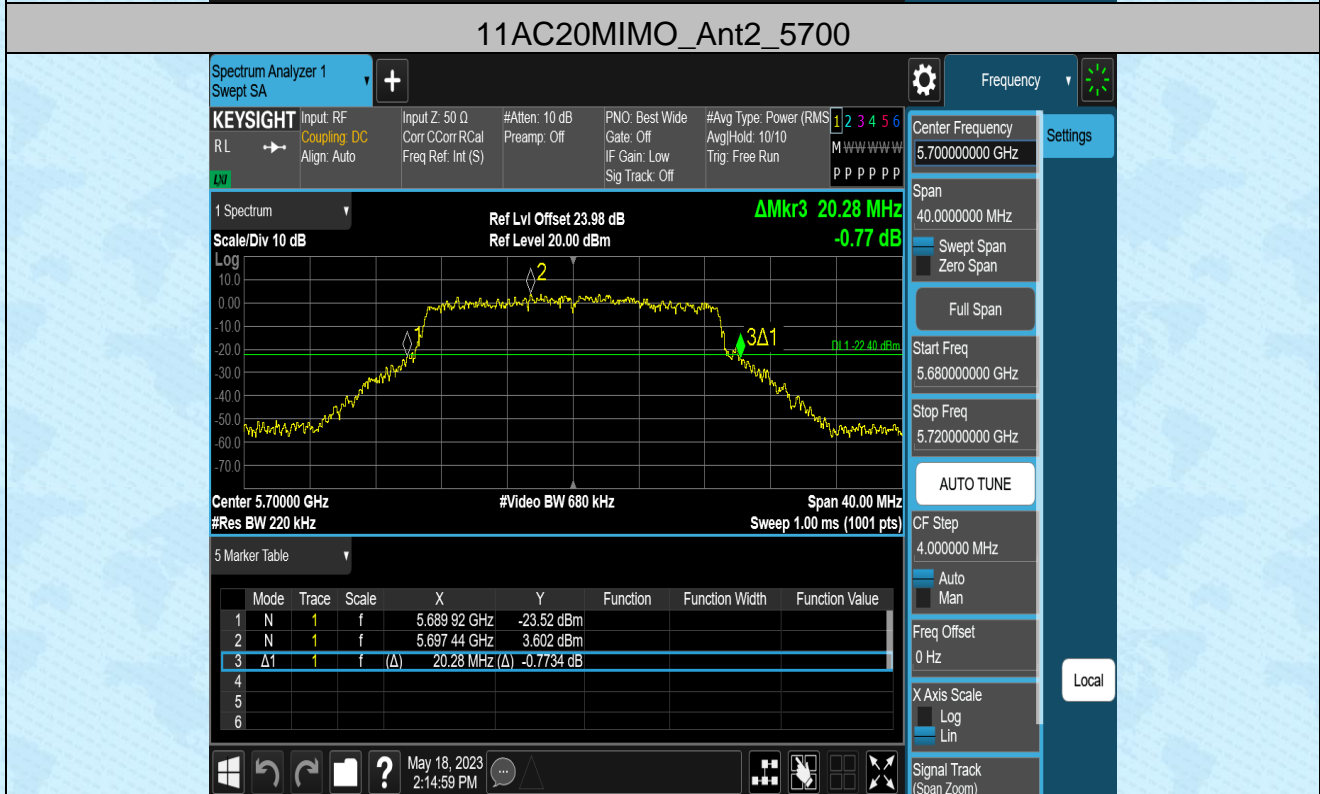 11AC20MIMO_Ant2_5700
Spectrum Analyzer 1
Swept SA
Frequency
KEYSIGHT
RL
LXI
Input: RF
Coupling: DC
Align: Auto
Input Z: 50 Ω
Corr CCorr RCal
Freq Ref: Int (S)
#Atten: 10 dB
Preamp: Off
PNO: Best Wide
Gate: Off
IF Gain: Low
Sig Track: Off
#Avg Type: Power (RMS
Avg|Hold: 10/10
Trig: Free Run
1 2 3 4 5 6
M W W W W W
P P P P P P
Center Frequency
5.700000000 GHz
Settings
Span
40.0000000 MHz
Swept Span
Zero Span
Full Span
Start Freq
5.680000000 GHz
Stop Freq
5.720000000 GHz
AUTO TUNE
CF Step
4.000000 MHz
Auto
Man
Freq Offset
0 Hz
X Axis Scale
Log
Lin
Signal Track
(Span Zoom)
Local
1 Spectrum
Scale/Div 10 dB
Ref Lvl Offset 23.98 dB
Ref Level 20.00 dBm
ΔMkr3 20.28 MHz
-0.77 dB
Log
10.0
0.00
-10.0
-20.0
-30.0
-40.0
-50.0
-60.0
-70.0
1
2
3Δ1
DL1 -22.40 dBm
Center 5.70000 GHz
#Video BW 680 kHz
Span 40.00 MHz
#Res BW 220 kHz
Sweep 1.00 ms (1001 pts)
5 Marker Table
Mode Trace Scale X Y Function Function Width Function Value
1 N 1 f 5.689 92 GHz -23.52 dBm
2 N 1 f 5.697 44 GHz 3.602 dBm
3 Δ1 1 f (Δ) 20.28 MHz (Δ) -0.7734 dB
4
5
6
?
May 18, 2023
2:14:59 PM